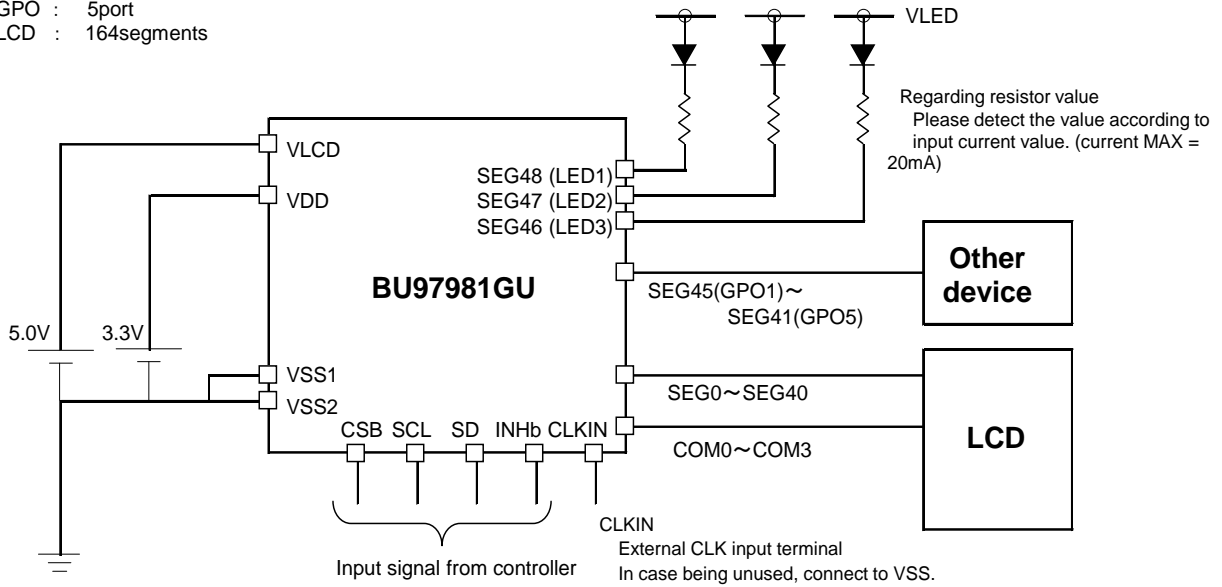 GPO : 5port
LCD : 164segments
VLED
Regarding resistor value
Please detect the value according to
input current value. (current MAX =
20mA)
VLCD
VDD
SEG48 (LED1)
SEG47 (LED2)
SEG46 (LED3)
BU97981GU
SEG45(GPO1)～
SEG41(GPO5)
Other
device
5.0V
3.3V
VSS1
VSS2
SEG0～SEG40
COM0～COM3
LCD
CSB SCL SD INHb CLKIN
Input signal from controller
CLKIN
External CLK input terminal
In case being unused, connect to VSS.